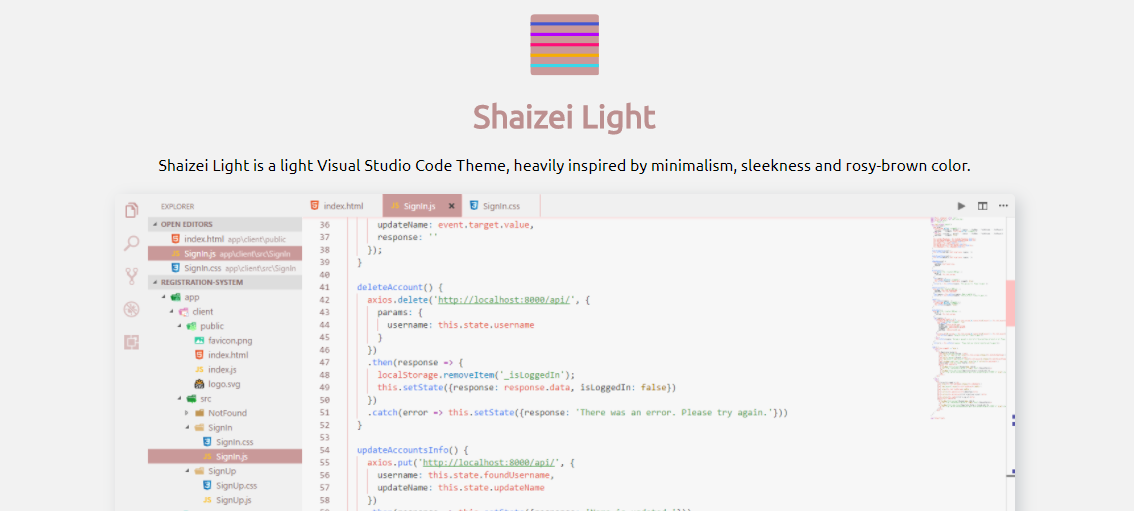 Shaizei Light
Shaizei Light is a light Visual Studio Code Theme, heavily inspired by minimalism, sleekness and rosy-brown color.
EXPLORER
OPEN EDITORS
index.html app\client\public
SignIn.js app\client\src\SignIn
SignIn.css app\client\src\SignIn
REGISTRATION-SYSTEM
app
client
public
favicon.png
index.html
index.js
logo.svg
src
NotFound
SignIn
SignIn.css
SignIn.js
SignUp
SignUp.css
SignUp.js
index.html SignIn.js SignIn.css
36 updateName: event.target.value,
37 response: ''
38 });
39 }
40
41 deleteAccount() {
42 axios.delete('http://localhost:8000/api/', {
43 params: {
44 username: this.state.username
45 }
46 })
47 .then(response => {
48 localStorage.removeItem('_isLoggedIn');
49 this.setState({response: response.data, isLoggedIn: false})
50 })
51 .catch(error => this.setState({response: 'There was an error. Please try again.'}))
52 }
53
54 updateAccountsInfo() {
55 axios.put('http://localhost:8000/api/', {
56 username: this.state.foundUsername,
57 updateName: this.state.updateName
58 })